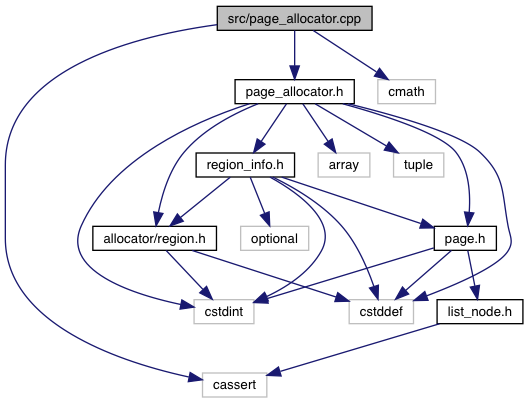 src/page_allocator.cpp
page_allocator.h
cmath
region_info.h
array
tuple
allocator/region.h
optional
page.h
cstdint
cstddef
list_node.h
cassert